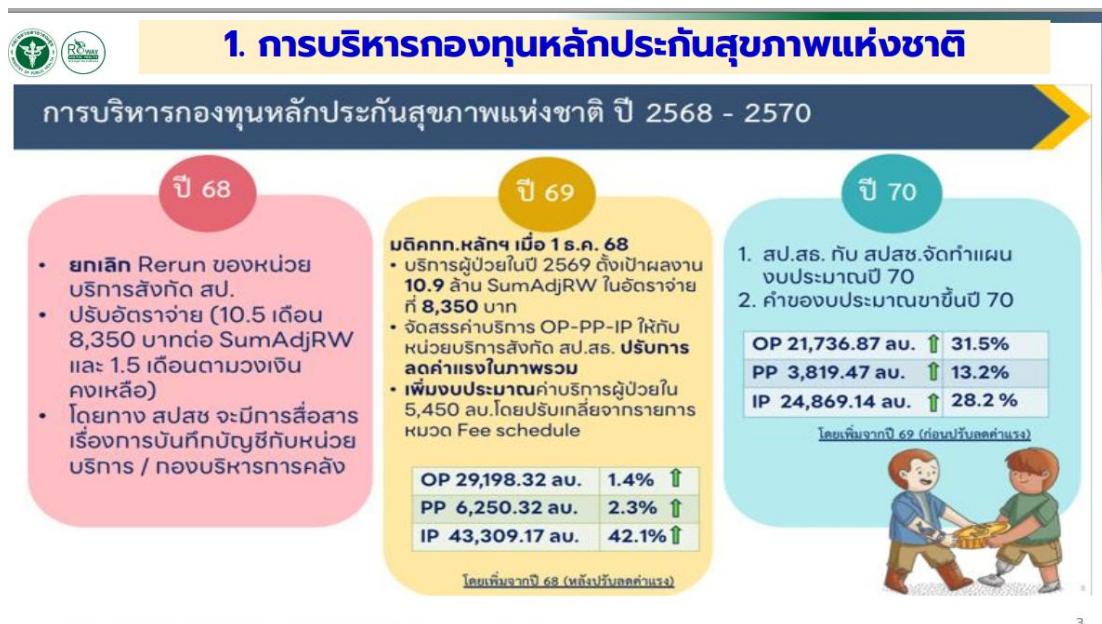 1. การบริหารกองทุนหลักประกันสุขภาพแห่งชาติ
การบริหารกองทุนหลักประกันสุขภาพแห่งชาติ ปี 2568 - 2570
ปี 68
• ยกเลิก Rerun ของหน่วย
บริการสังกัด สป.
• ปรับอัตราจ่าย (10.5 เดือน
8,350 บาทต่อ SumAdjRW
และ 1.5 เดือนตามวงเงิน
คงเหลือ)
• โดยทาง สปสช จะมีการสื่อสาร
เรื่องการบันทึกบัญชีกับหน่วย
บริการ / กองบริหารการคลัง
ปี 69
มติคกก.หลักฯ เมื่อ 1 ธ.ค. 68
• บริการผู้ป่วยในปี 2569 ตั้งเป้าผลงาน
10.9 ล้าน SumAdjRW ในอัตราจ่าย
ที่ 8,350 บาท
• จัดสรรค่าบริการ OP-PP-IP ให้กับ
หน่วยบริการสังกัด สป.สธ. ปรับการ
ลดค่าแรงในภาพรวม
• เพิ่มงบประมาณค่าบริการผู้ป่วยใน
5,450 ลบ.โดยปรับเกลี่ยจากรายการ
หมวด Fee schedule
OP 29,198.32 ลบ. 1.4%
PP 6,250.32 ลบ. 2.3%
IP 43,309.17 ลบ. 42.1%
โดยเพิ่มจากปี 68 (หลังปรับลดค่าแรง)
ปี 70
1. สป.สธ. กับ สปสช.จัดทำแผน
งบประมาณปี 70
2. คำของบประมาณขาขึ้นปี 70
OP 21,736.87 ลบ. 31.5%
PP 3,819.47 ลบ. 13.2%
IP 24,869.14 ลบ. 28.2 %
โดยเพิ่มจากปี 69 (ก่อนปรับลดค่าแรง)
3